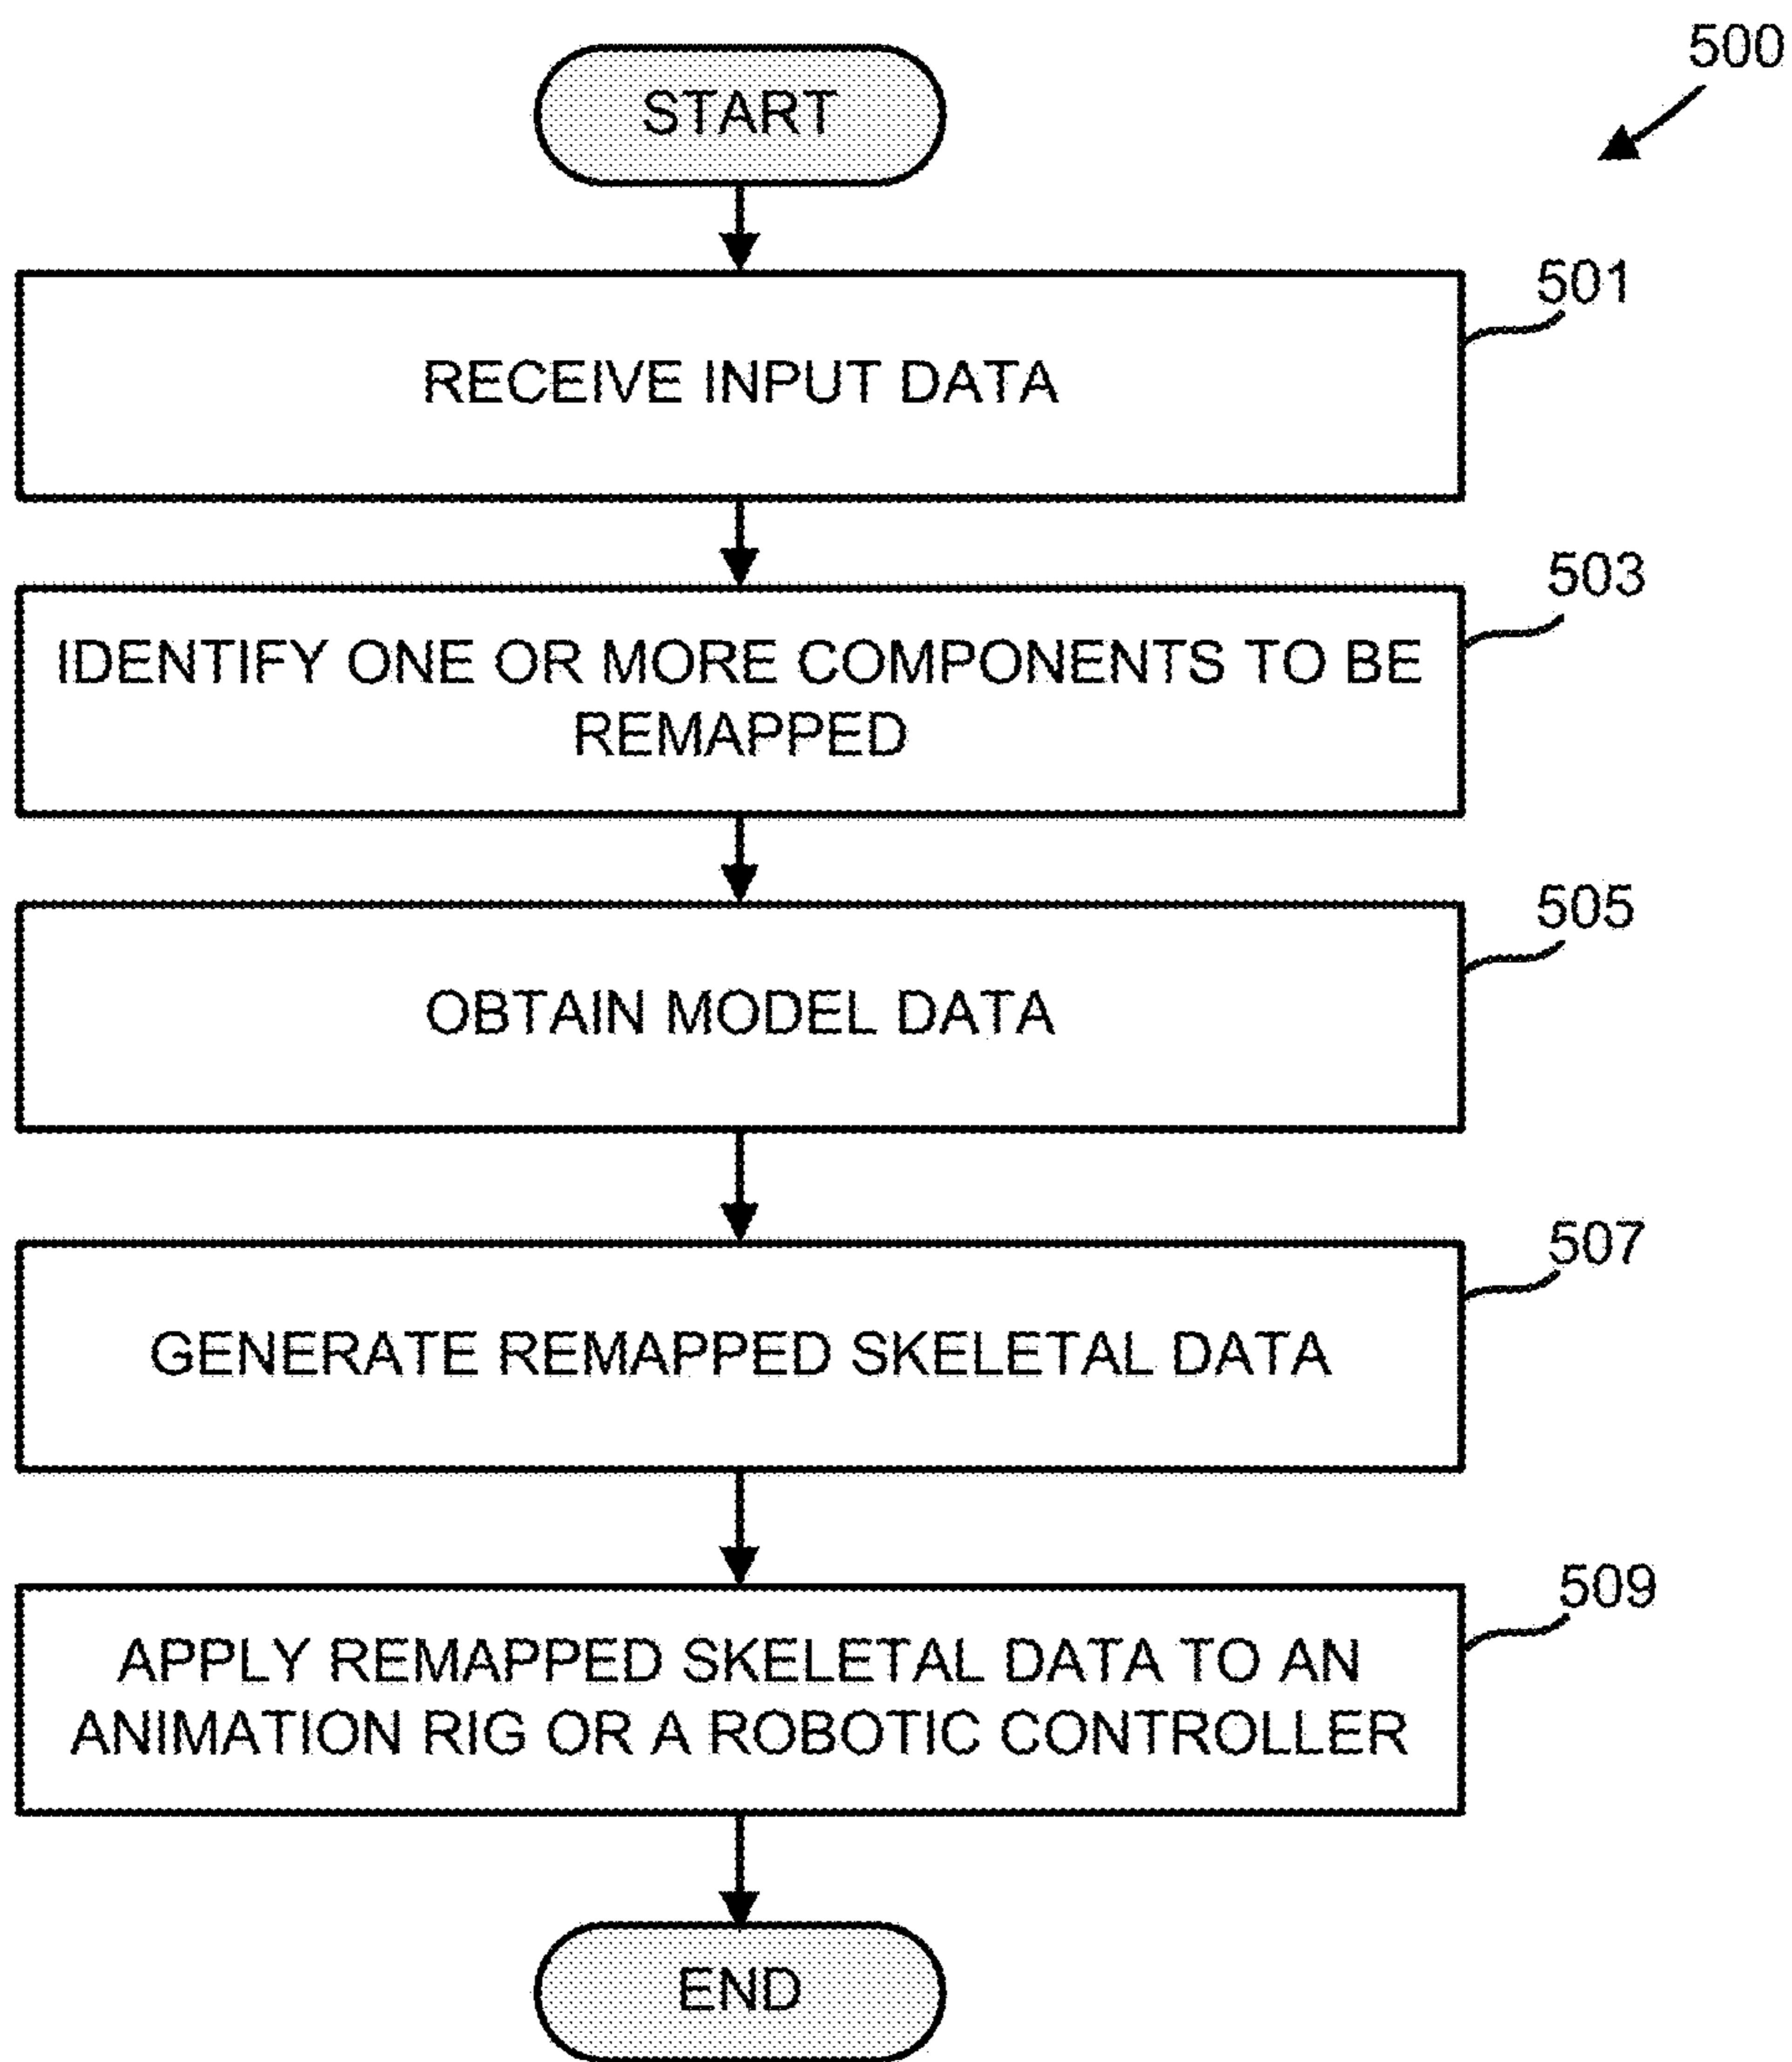 500
START
501
RECEIVE INPUT DATA
503
IDENTIFY ONE OR MORE COMPONENTS TO BE
REMAPPED
505
OBTAIN MODEL DATA
507
GENERATE REMAPPED SKELETAL DATA
509
APPLY REMAPPED SKELETAL DATA TO AN
ANIMATION RIG OR A ROBOTIC CONTROLLER
END